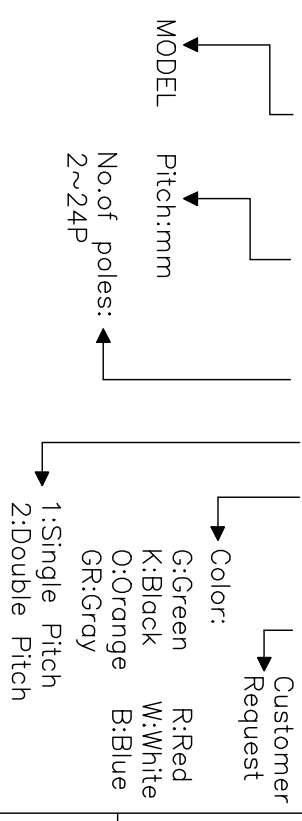 MODEL
Pitch:mm
No.of poles:
2~24P
1:Single Pitch
2:Double Pitch
Color:
G:Green R:Red
K:Black W:White
O:Orange B:Blue
GR:Gray
Customer
Request